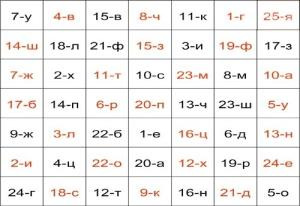 7-у 4-в 15-в 8-ч 11-к 1-г 25-я
14-ш 18-л 21-ф 15-з 3-и 19-ф 17-з
7-ж 2-х 11-т 10-с 23-м 8-м 10-а
17-б 14-п 6-р 20-п 13-ч 23-ш 5-у
9-ж 3-л 22-в 1-е 16-ц 6-д 13-н
2-и 4-ц 22-о 20-а 12-х 19-р 24-е
24-г 18-с 12-т 9-к 16-н 21-д 5-о